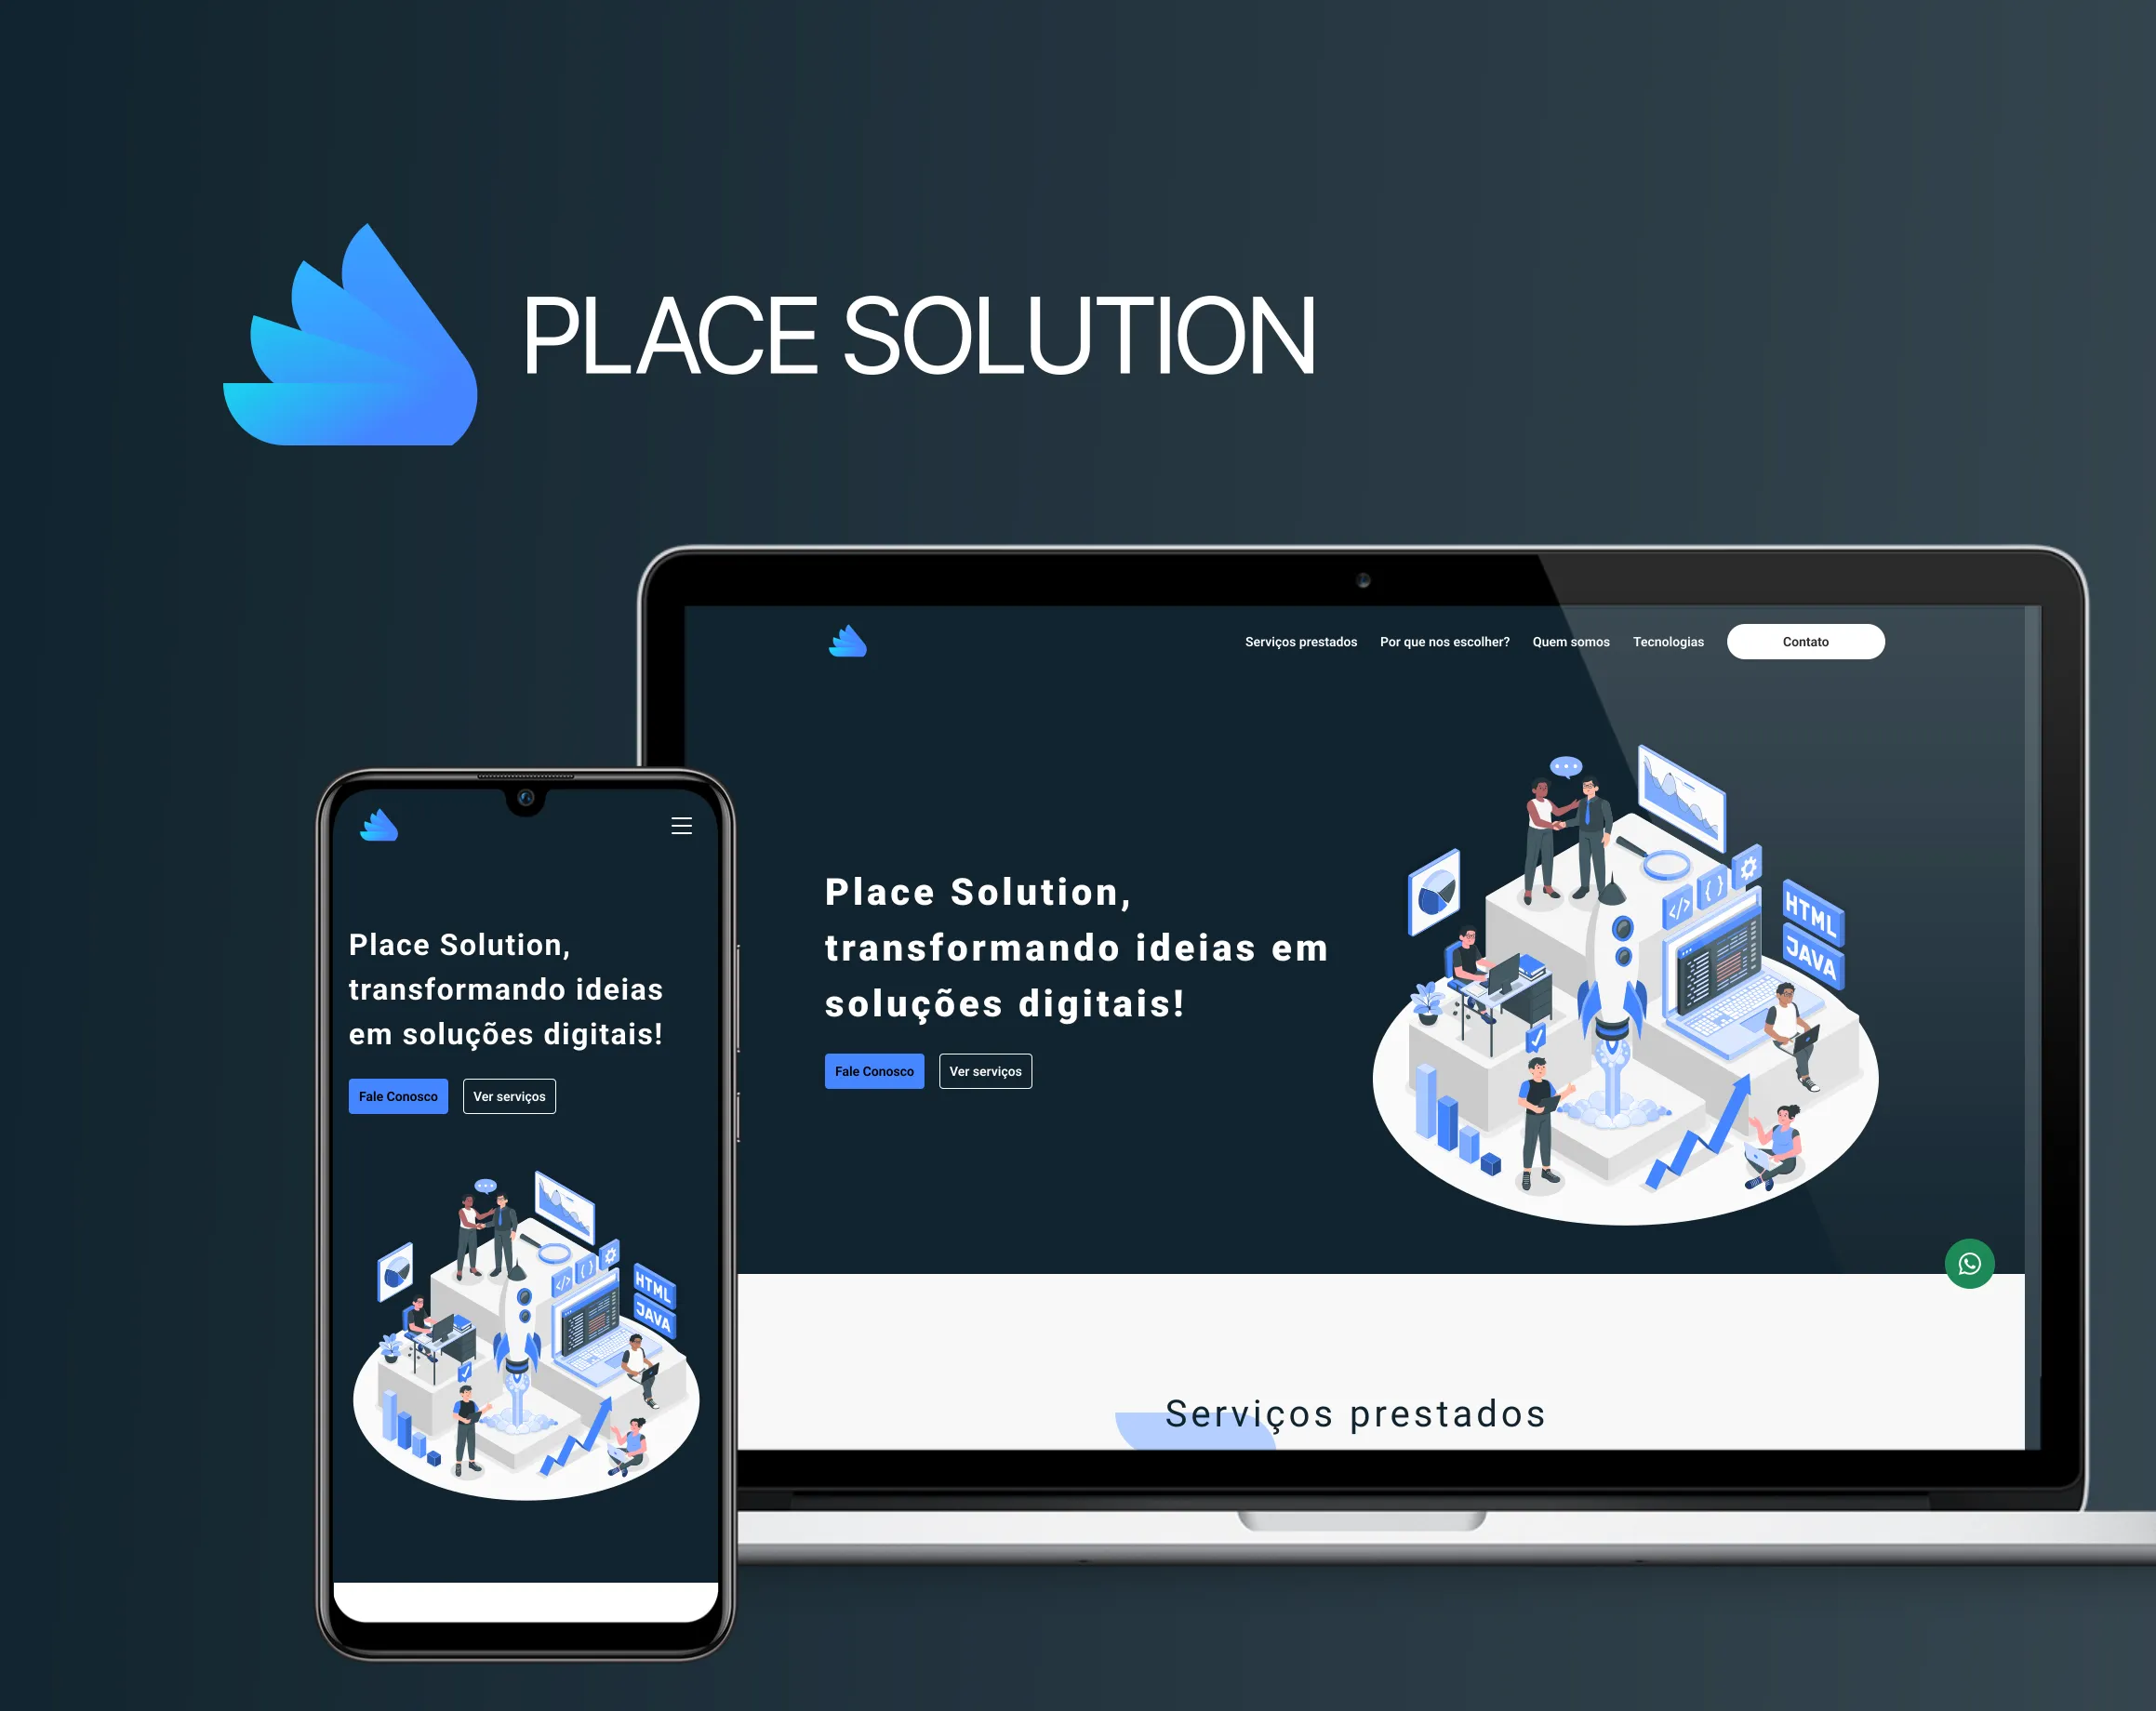 PLACE SOLUTION
Serviços prestados Por que nos escolher? Quem somos Tecnologias Contato
Place Solution,
transformando ideias em
soluções digitais!
Fale Conosco Ver serviços
HTML
JAVA
</>
{ }
Serviços prestados
Place Solution,
transformando ideias
em soluções digitais!
Fale Conosco Ver serviços
HTML
JAVA
</>
{ }